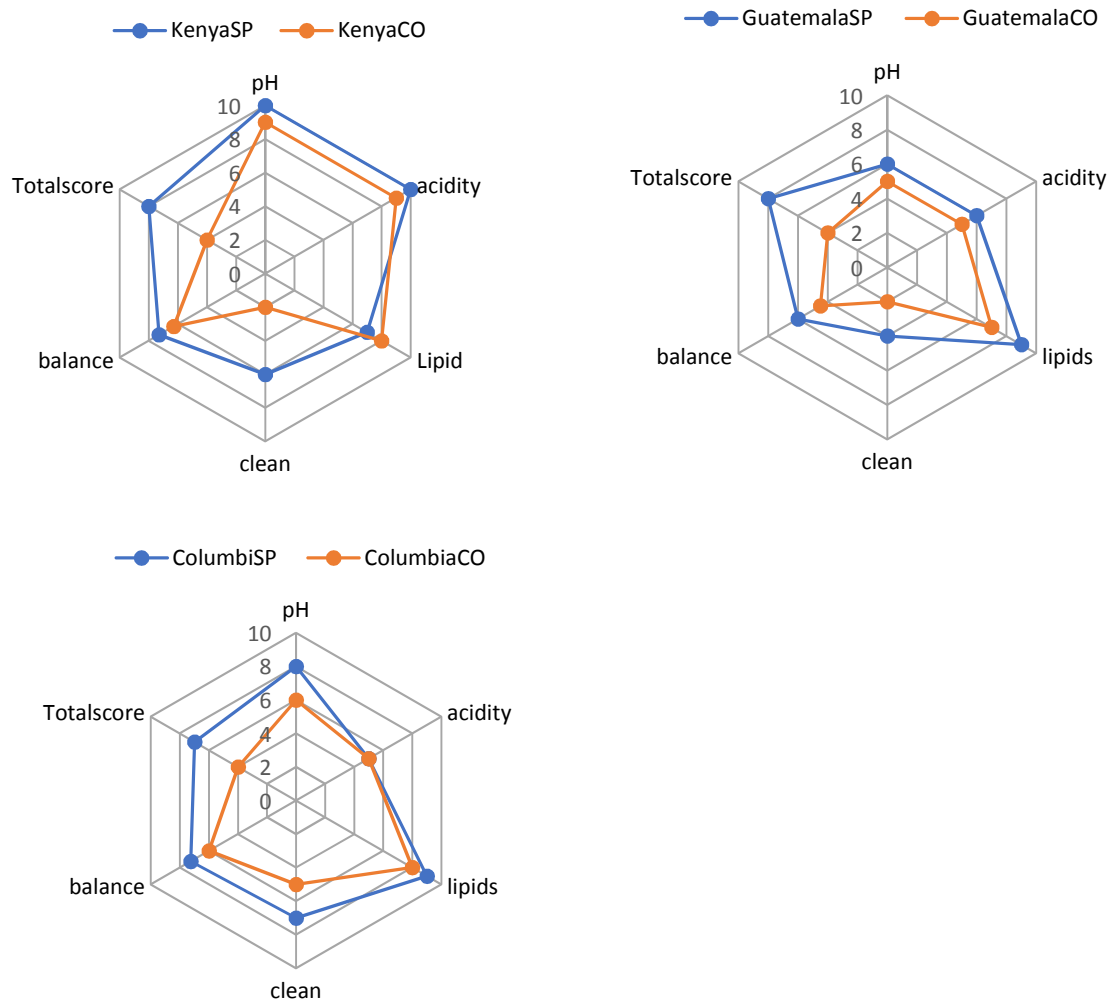 KenyaSP KenyaCO
pH
10
8
6
4
2
0
acidity
Lipid
clean
balance
Totalscore
GuatemalaSP GuatemalaCO
pH
10
8
6
4
2
0
acidity
lipids
clean
balance
Totalscore
ColumbiSP ColumbiaCO
pH
10
8
6
4
2
0
acidity
lipids
clean
balance
Totalscore